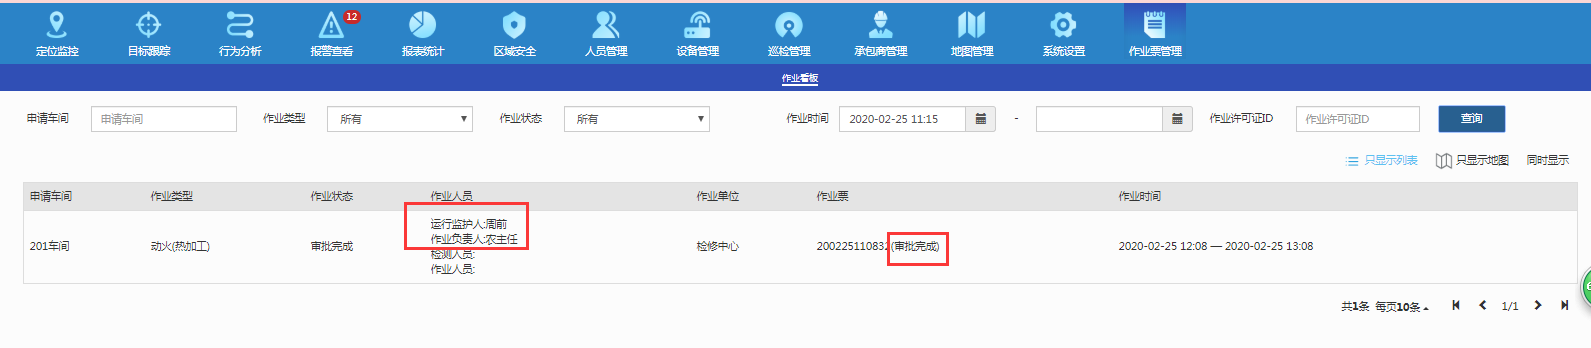 12
定位监控 目标跟踪 行为分析 报警查看 报表统计 区域安全 人员管理 设备管理 巡检管理 承包商管理 地图管理 系统设置 作业票管理
作业看板
申请车间 申请车间 作业类型 所有 作业状态 所有 作业时间 2020-02-25 11:15 - 作业许可证ID 作业许可证ID 查询
只显示列表 只显示地图 同时显示
申请车间 作业类型 作业状态 作业人员 作业单位 作业票 作业时间
运行监护人:周前
作业负责人:农主任
201车间 动火(热加工) 审批完成 检修中心 200225110832(审批完成) 2020-02-25 12:08 — 2020-02-25 13:08
检测人员:
作业人员:
共1条 每页10条 1/1